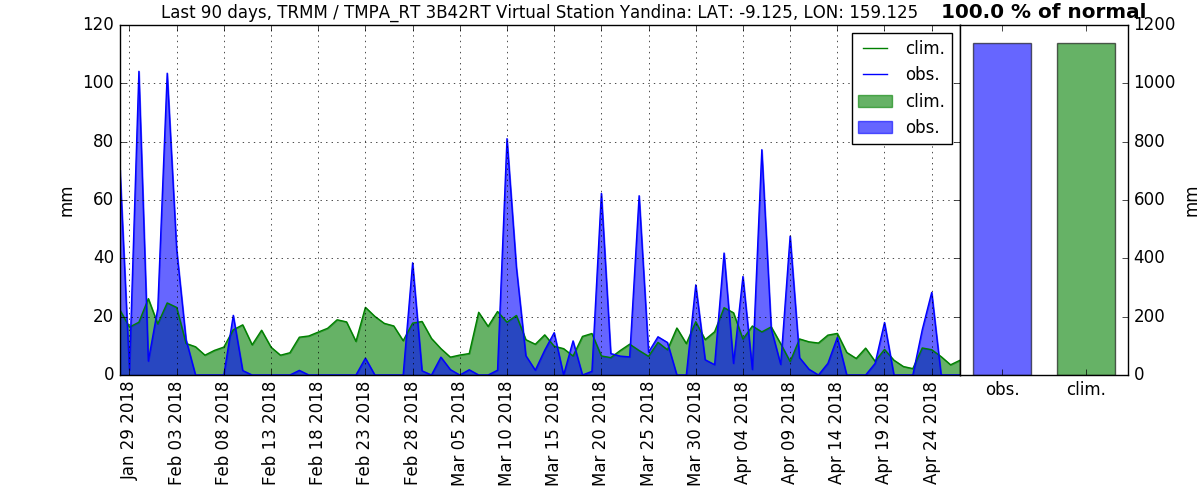 Last 90 days, TRMM / TMPA_RT 3B42RT Virtual Station Yandina: LAT: -9.125, LON: 159.125
100.0 % of normal
120
100
80
60
40
20
0
mm
clim.
obs.
clim.
obs.
1200
1000
800
600
400
200
0
mm
Jan 29 2018
Feb 03 2018
Feb 08 2018
Feb 13 2018
Feb 18 2018
Feb 23 2018
Feb 28 2018
Mar 05 2018
Mar 10 2018
Mar 15 2018
Mar 20 2018
Mar 25 2018
Mar 30 2018
Apr 04 2018
Apr 09 2018
Apr 14 2018
Apr 19 2018
Apr 24 2018
obs.
clim.